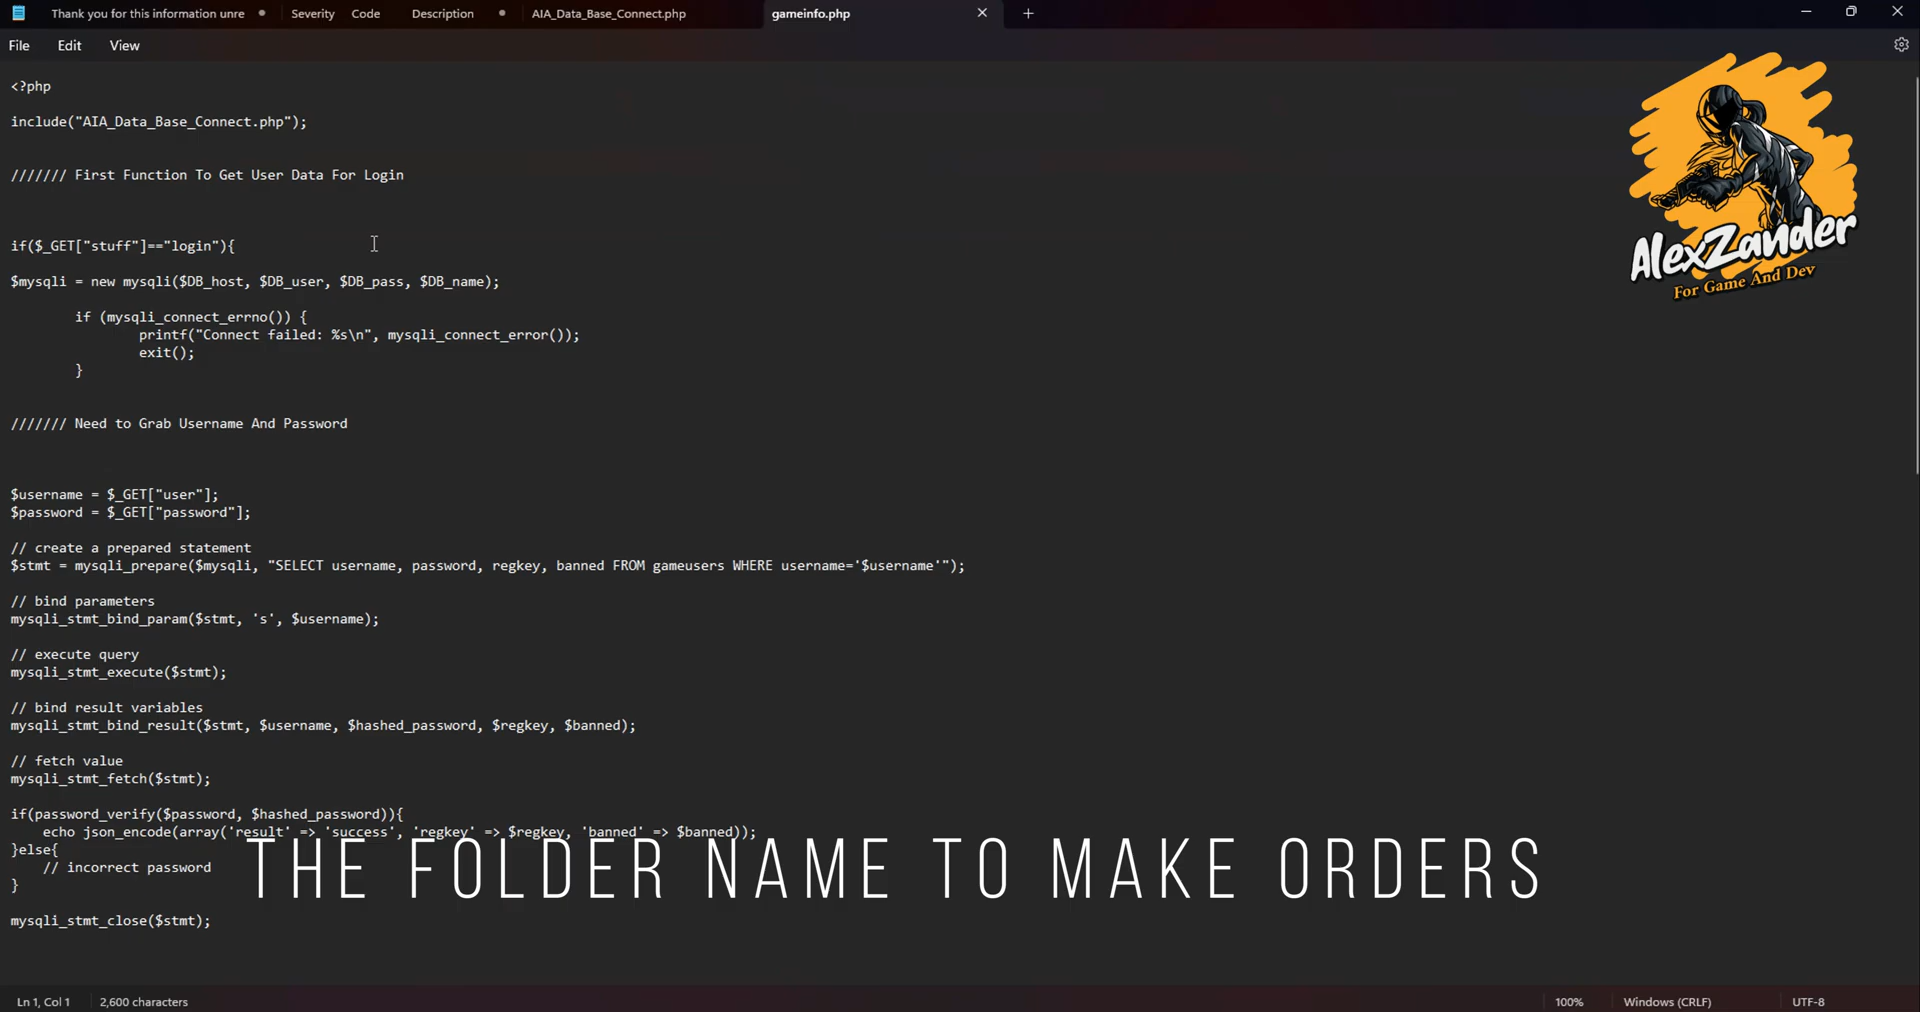 Thank you for this information unre
Severity Code Description
AIA_Data_Base_Connect.php
gameinfo.php
File Edit View
<?php
include("AIA_Data_Base_Connect.php");
/////// First Function To Get User Data For Login
if($_GET["stuff"]=="login"){
$mysqli = new mysqli($DB_host, $DB_user, $DB_pass, $DB_name);
if (mysqli_connect_errno()) {
printf("Connect failed: %s\n", mysqli_connect_error());
exit();
}
/////// Need to Grab Username And Password
$username = $_GET["user"];
$password = $_GET["password"];
// create a prepared statement
$stmt = mysqli_prepare($mysqli, "SELECT username, password, regkey, banned FROM gameusers WHERE username='$username'");
// bind parameters
mysqli_stmt_bind_param($stmt, 's', $username);
// execute query
mysqli_stmt_execute($stmt);
// bind result variables
mysqli_stmt_bind_result($stmt, $username, $hashed_password, $regkey, $banned);
// fetch value
mysqli_stmt_fetch($stmt);
if(password_verify($password, $hashed_password)){
echo json_encode(array('result' => 'success', 'regkey' => $regkey, 'banned' => $banned));
}else{
// incorrect password
}
mysqli_stmt_close($stmt);
THE FOLDER NAME TO MAKE ORDERS
AlexZander
For Game And Dev
Ln 1, Col 1 2,600 characters 100% Windows (CRLF) UTF-8